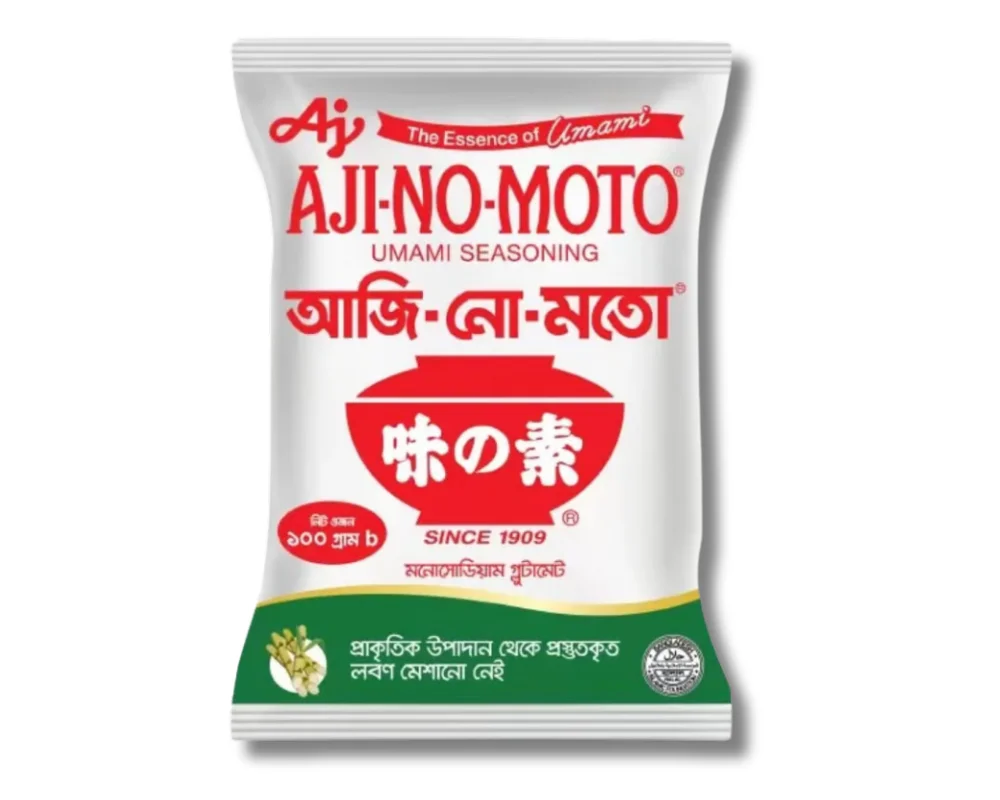 Aj
The Essence of Umami
AJI-NO-MOTO®
UMAMI SEASONING
আজি-নো-মতো®
味の素
®
SINCE 1909
নিট ওজন
১০০ গ্রাম b
মনোসোডিয়াম গ্লুটামেট
প্রাকৃতিক উপাদান থেকে প্রস্তুতকৃত
লবণ মেশানো নেই
حلال